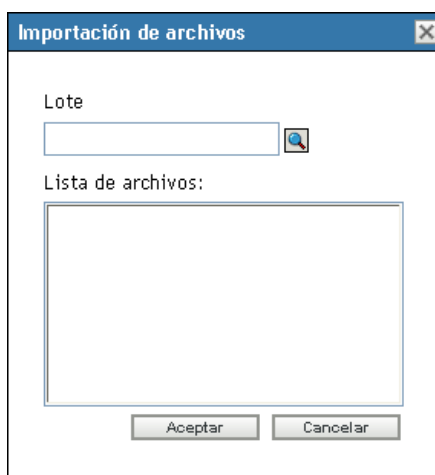 Importación de archivos
Lote
Lista de archivos:
Aceptar
Cancelar